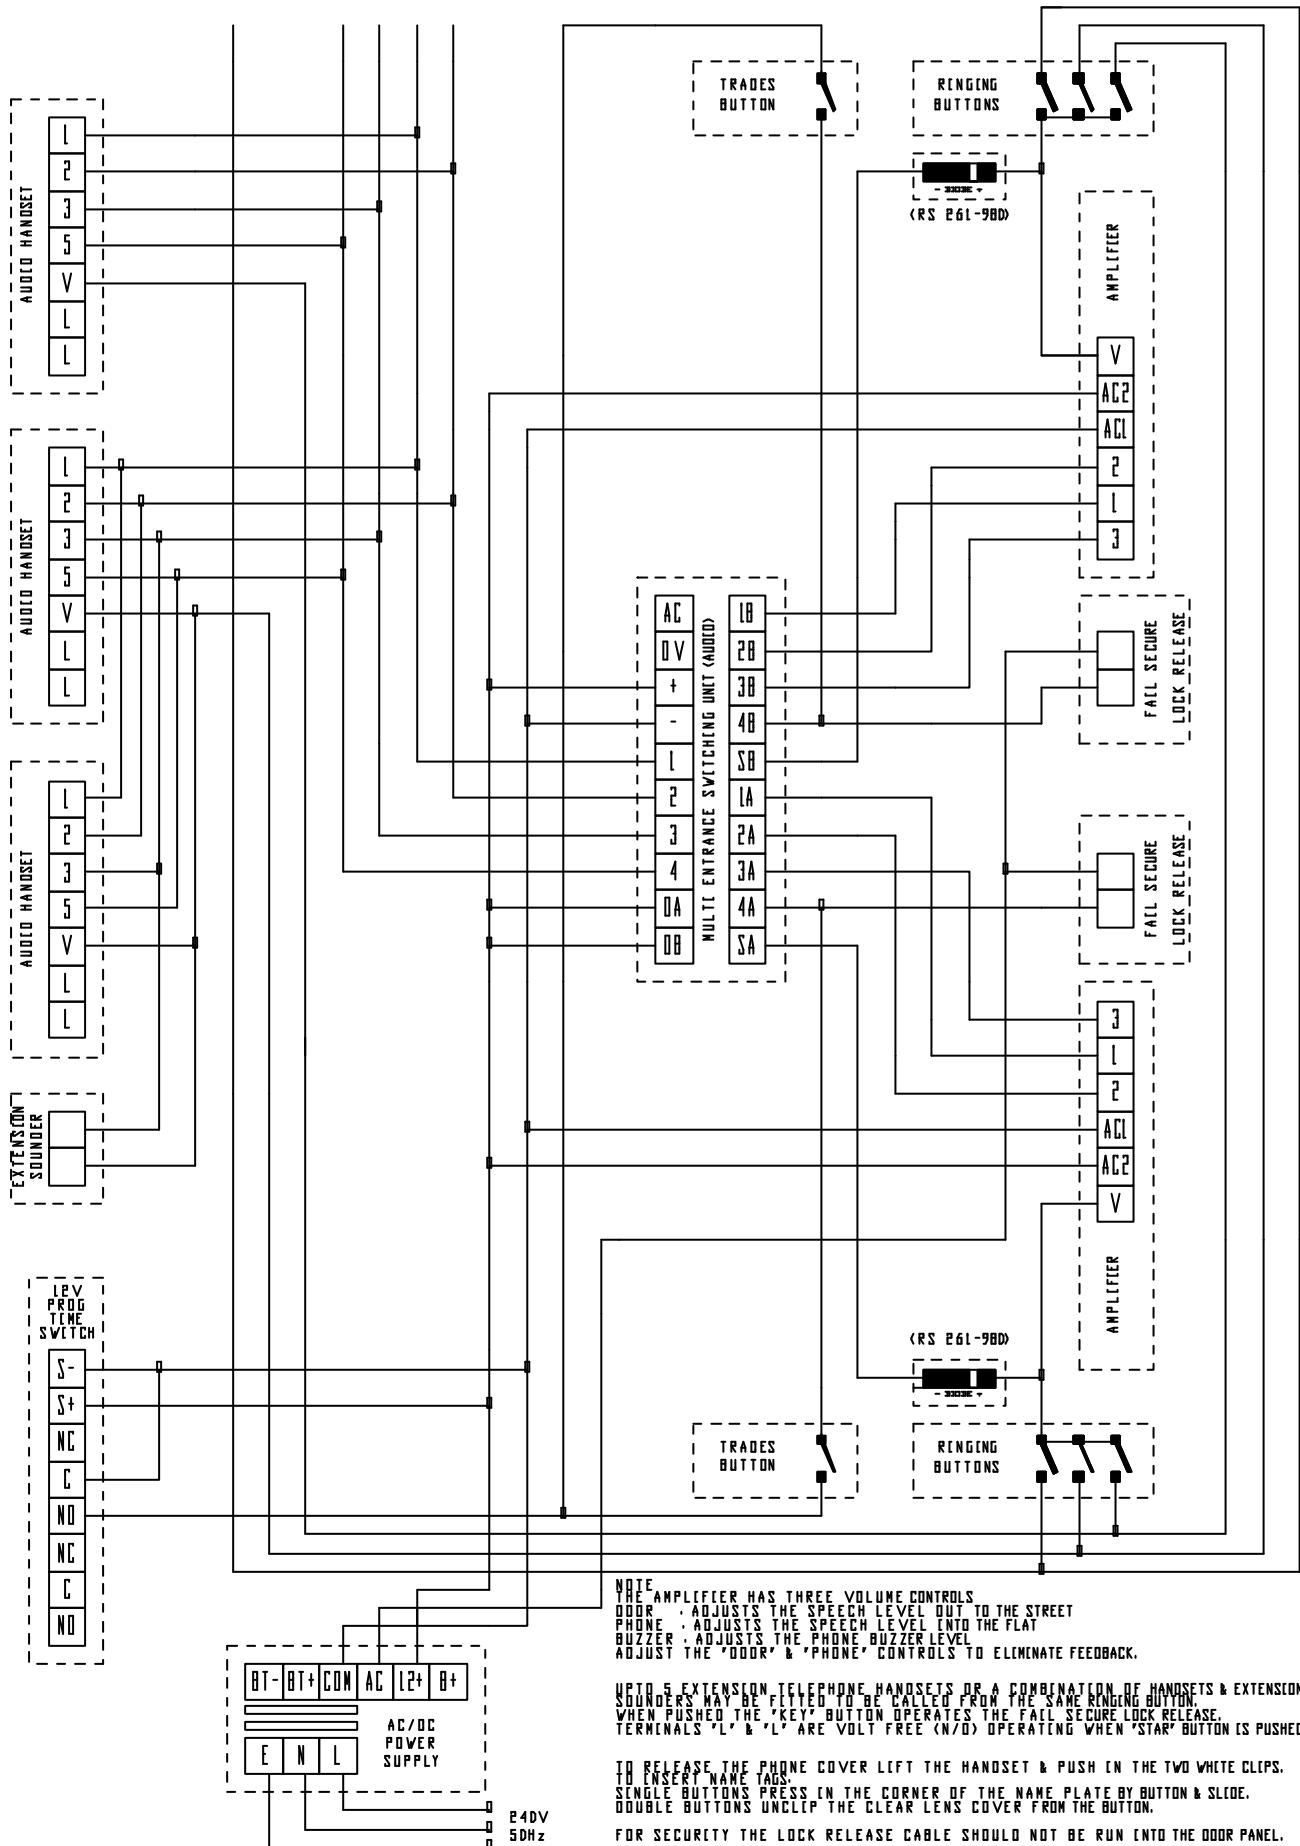 TRADES
BUTTON
RINGING
BUTTONS
- DIODE +
(RS 261-980)
AUDIO HANDSET
1
2
3
5
V
L
L
AMPLIFIER
V
AC2
AC1
2
1
3
AUDIO HANDSET
1
2
3
5
V
L
L
MULTI ENTRANCE SWITCHING UNIT (AUDIO)
AC
0V
+
-
1
2
3
4
0A
0B
1B
2B
3B
4B
SB
1A
2A
3A
4A
SA
FAIL SECURE
LOCK RELEASE
FAIL SECURE
LOCK RELEASE
AUDIO HANDSET
1
2
3
5
V
L
L
EXTENSION
SOUNDER
3
1
2
AC1
AC2
V
AMPLIFIER
12V
PROG
TIME
SWITCH
S-
S+
NC
C
NO
NC
C
NO
(RS 261-980)
- DIODE +
TRADES
BUTTON
RINGING
BUTTONS
BT-
BT+
COM
AC
12+
B+
AC/DC
POWER
SUPPLY
E
N
L
240V
50Hz
NOTE
THE AMPLIFIER HAS THREE VOLUME CONTROLS
DOOR - ADJUSTS THE SPEECH LEVEL OUT TO THE STREET
PHONE - ADJUSTS THE SPEECH LEVEL INTO THE FLAT
BUZZER - ADJUSTS THE PHONE BUZZER LEVEL
ADJUST THE 'DOOR' & 'PHONE' CONTROLS TO ELIMINATE FEEDBACK.
UPTO 5 EXTENSION TELEPHONE HANDSETS OR A COMBINATION OF HANDSETS & EXTENSION
SOUNDERS MAY BE FITTED TO BE CALLED FROM THE SAME RINGING BUTTON.
WHEN PUSHED THE 'KEY' BUTTON OPERATES THE FAIL SECURE LOCK RELEASE.
TERMINALS 'L' & 'L' ARE VOLT FREE (N/O) OPERATING WHEN 'STAR' BUTTON IS PUSHED
TO RELEASE THE PHONE COVER LIFT THE HANDSET & PUSH IN THE TWO WHITE CLIPS.
TO INSERT NAME TAGS.
SINGLE BUTTONS PRESS IN THE CORNER OF THE NAME PLATE BY BUTTON & SLIDE.
DOUBLE BUTTONS UNCLIP THE CLEAR LENS COVER FROM THE BUTTON.
FOR SECURITY THE LOCK RELEASE CABLE SHOULD NOT BE RUN INTO THE DOOR PANEL.